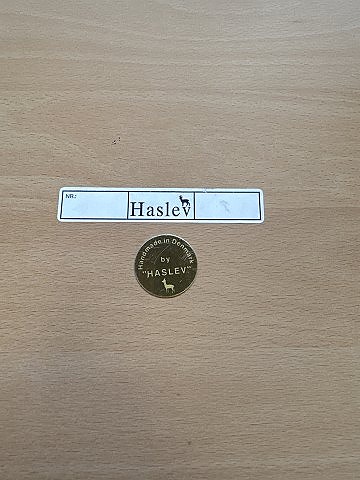 NR.:
Haslev
Handmade in Denmark
by
"HASLEV"